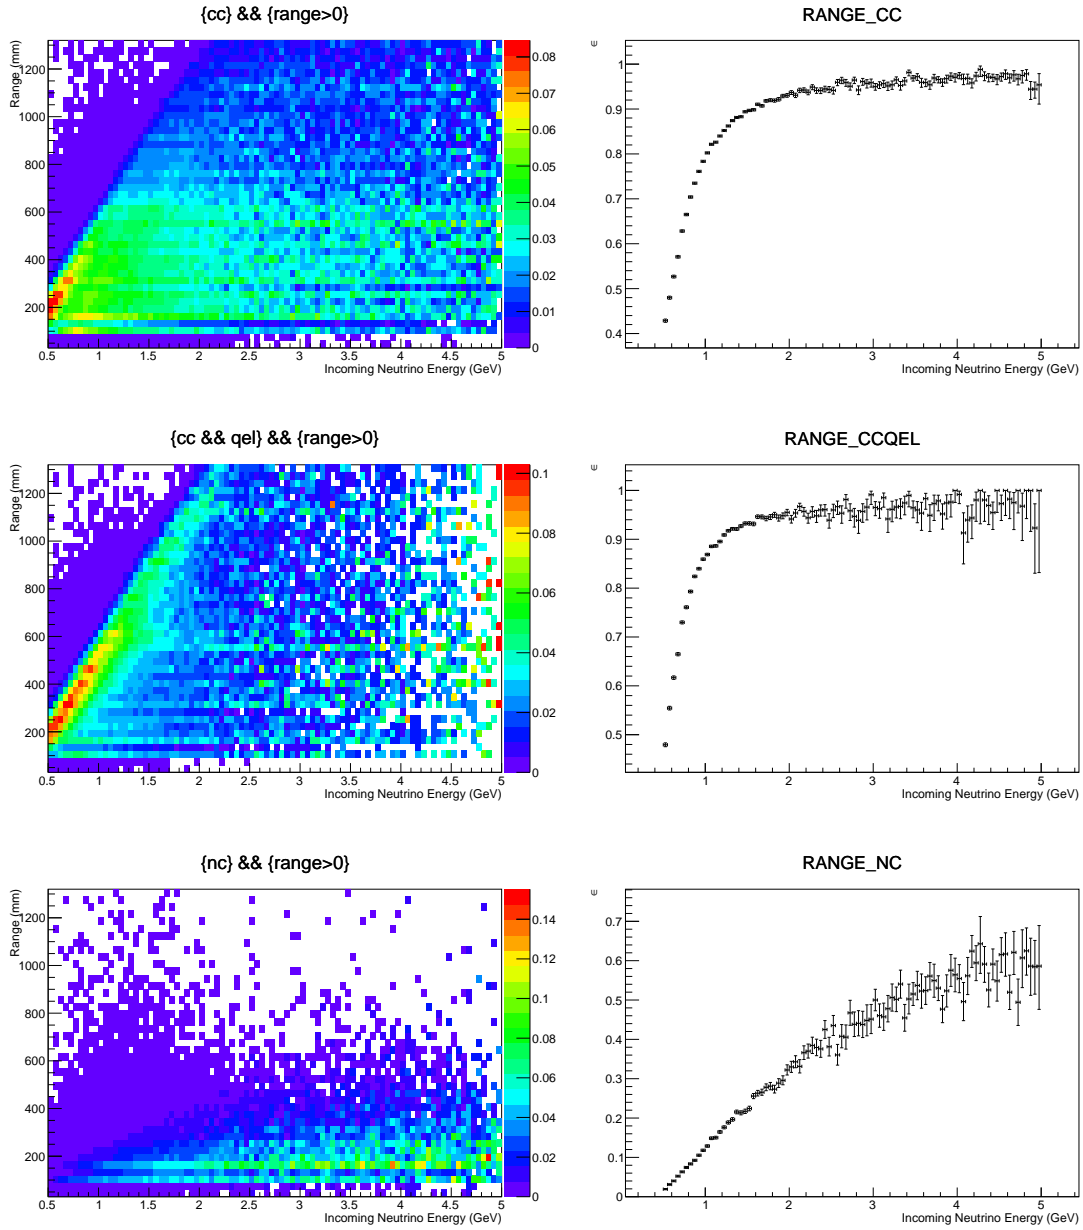 {cc} && {range>0}
RANGE_CC
Range (mm)
1200
1000
800
600
400
200
0.5 1 1.5 2 2.5 3 3.5 4 4.5 5
Incoming Neutrino Energy (GeV)
0.08
0.07
0.06
0.05
0.04
0.03
0.02
0.01
0
ε
1
0.9
0.8
0.7
0.6
0.5
0.4
1 2 3 4 5
Incoming Neutrino Energy (GeV)
{cc && qel} && {range>0}
RANGE_CCQEL
Range (mm)
1200
1000
800
600
400
200
0.5 1 1.5 2 2.5 3 3.5 4 4.5 5
Incoming Neutrino Energy (GeV)
0.1
0.08
0.06
0.04
0.02
0
ε
1
0.9
0.8
0.7
0.6
0.5
1 2 3 4 5
Incoming Neutrino Energy (GeV)
{nc} && {range>0}
RANGE_NC
Range (mm)
1200
1000
800
600
400
200
0.5 1 1.5 2 2.5 3 3.5 4 4.5 5
Incoming Neutrino Energy (GeV)
0.14
0.12
0.1
0.08
0.06
0.04
0.02
0
ε
0.7
0.6
0.5
0.4
0.3
0.2
0.1
0
1 2 3 4 5
Incoming Neutrino Energy (GeV)